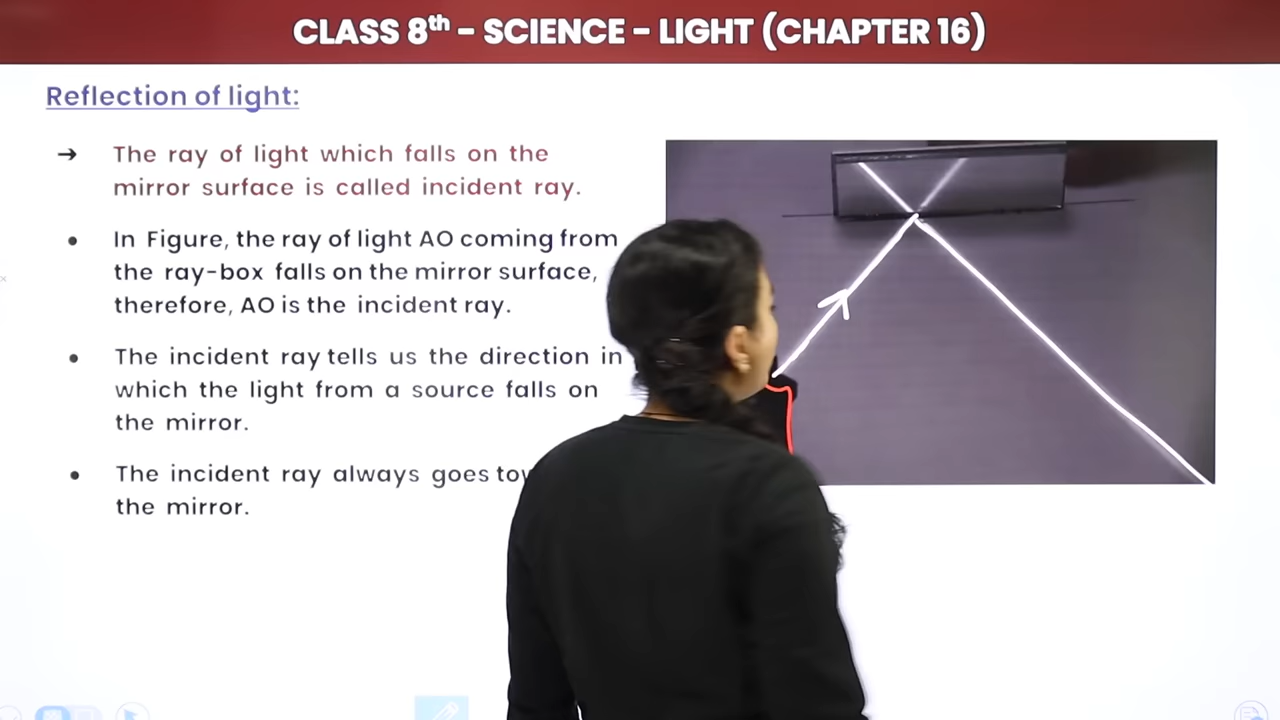 CLASS 8th – SCIENCE – LIGHT (CHAPTER 16)
Reflection of light:
➔ The ray of light which falls on the
mirror surface is called incident ray.
• In Figure, the ray of light AO coming from
the ray-box falls on the mirror surface,
therefore, AO is the incident ray.
• The incident ray tells us the direction in
which the light from a source falls on
the mirror.
• The incident ray always goes
the mirror.